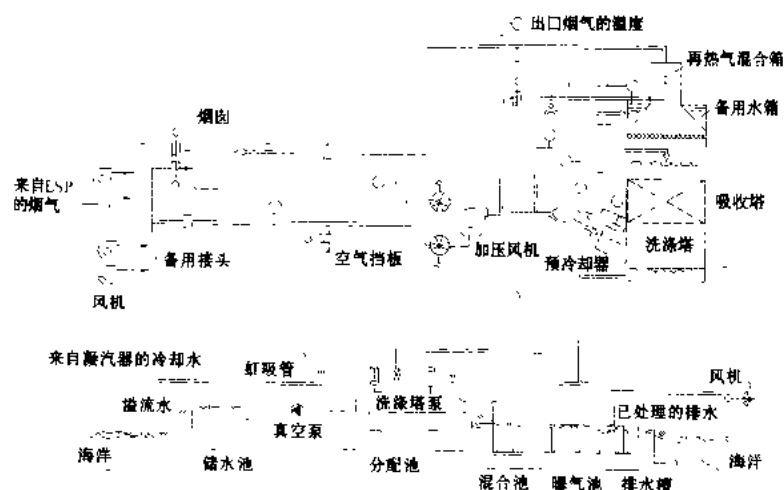 出口烟气的温度
再热气混合箱
烟囱
备用水箱
来自ESP
的烟气
吸收塔
备用接头
空气挡板
加压风机
预冷却器
洗涤塔
风机
来自凝汽器的冷却水
虹吸管
风机
溢流水
真空泵
洗涤塔泵
已处理的排水
海洋
储水池
分配池
混合池
曝气池
排水槽
海洋